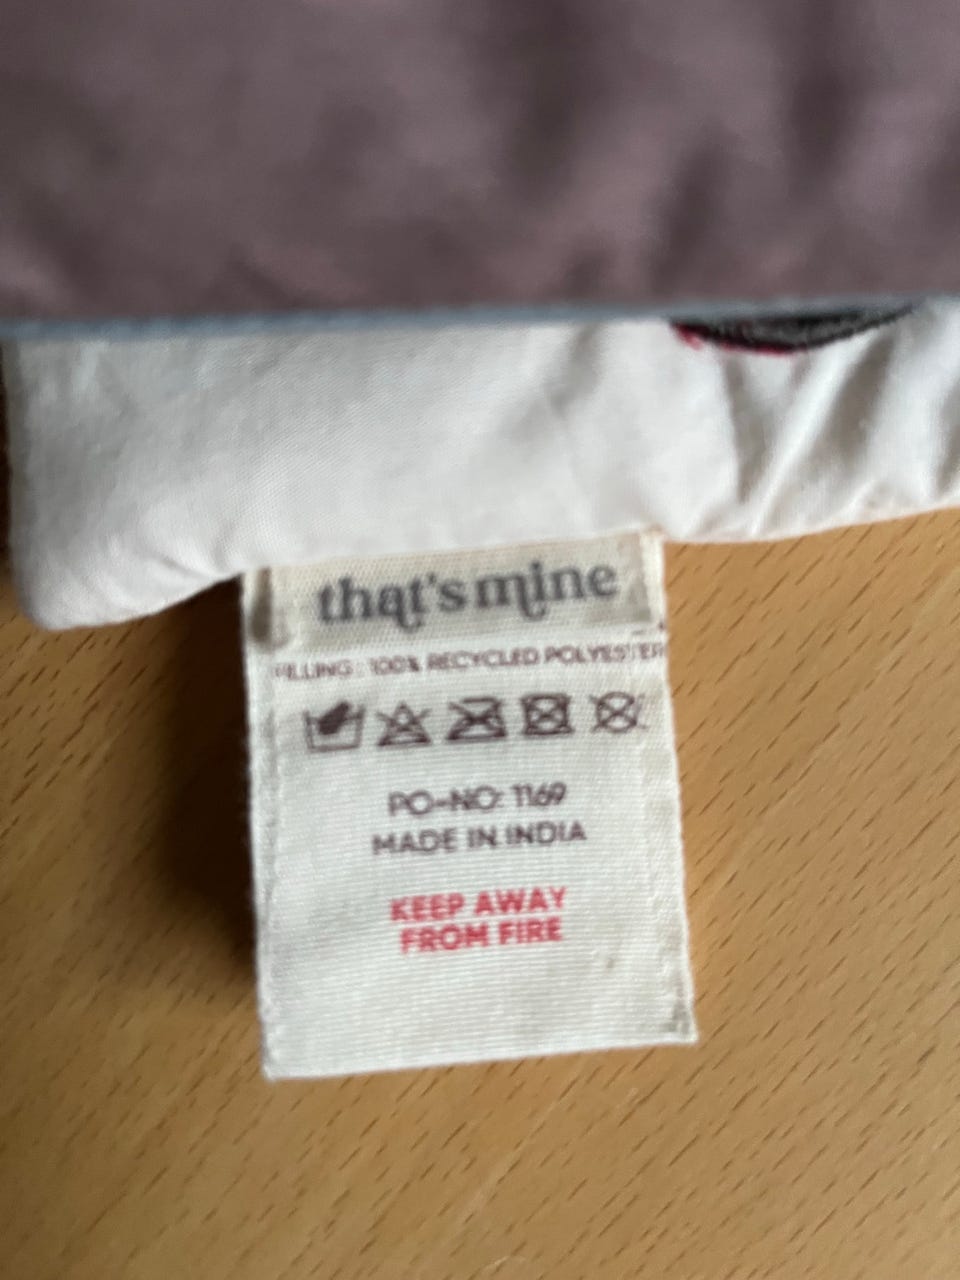 that's mine
FILLING : 100% RECYCLED POLYESTER
PO-NO: 1169
MADE IN INDIA
KEEP AWAY
FROM FIRE